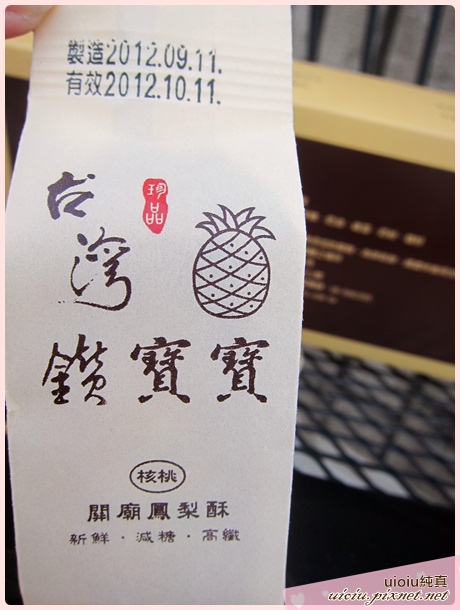 製造2012.09.11.
有效2012.10.11.
珍品
台灣
鑽寶寶
核桃
關廟鳳梨酥
新鮮・減糖・高纖
uioiu純真
uioiu.pixnet.net